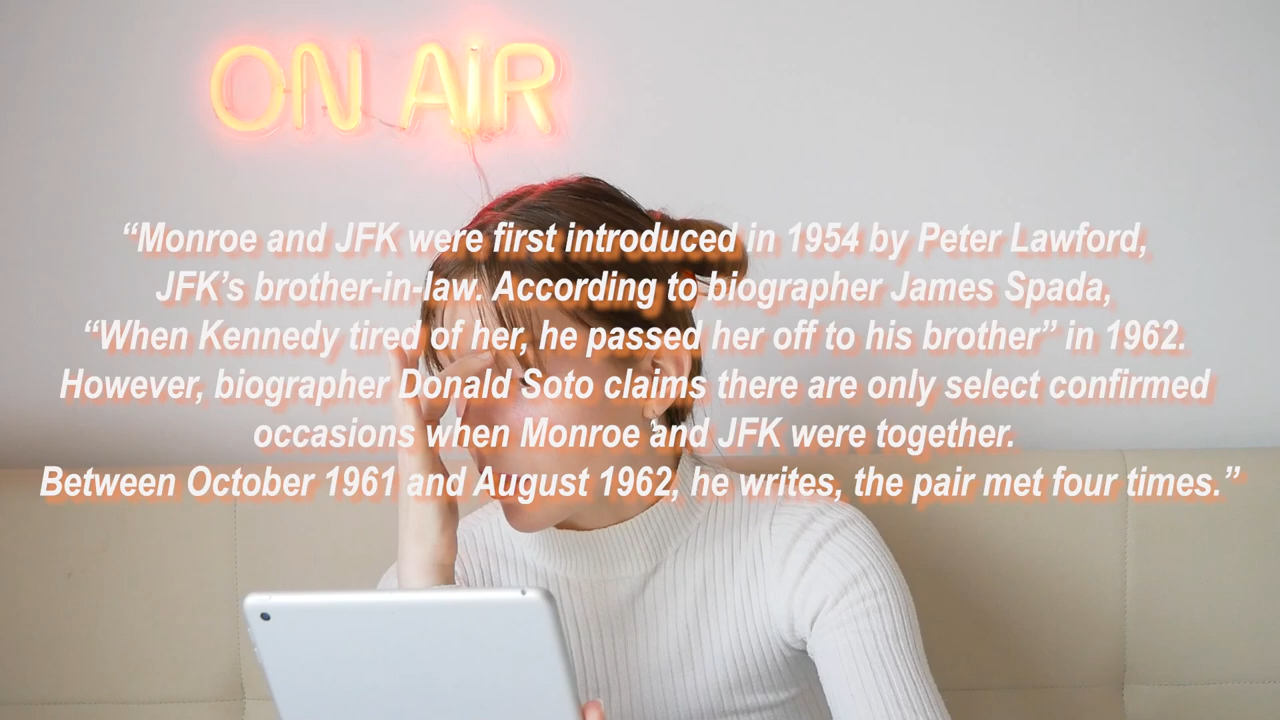 ON AIR
“Monroe and JFK were first introduced in 1954 by Peter Lawford,
JFK’s brother-in-law. According to biographer James Spada,
“When Kennedy tired of her, he passed her off to his brother” in 1962.
However, biographer Donald Soto claims there are only select confirmed
occasions when Monroe and JFK were together.
Between October 1961 and August 1962, he writes, the pair met four times.”